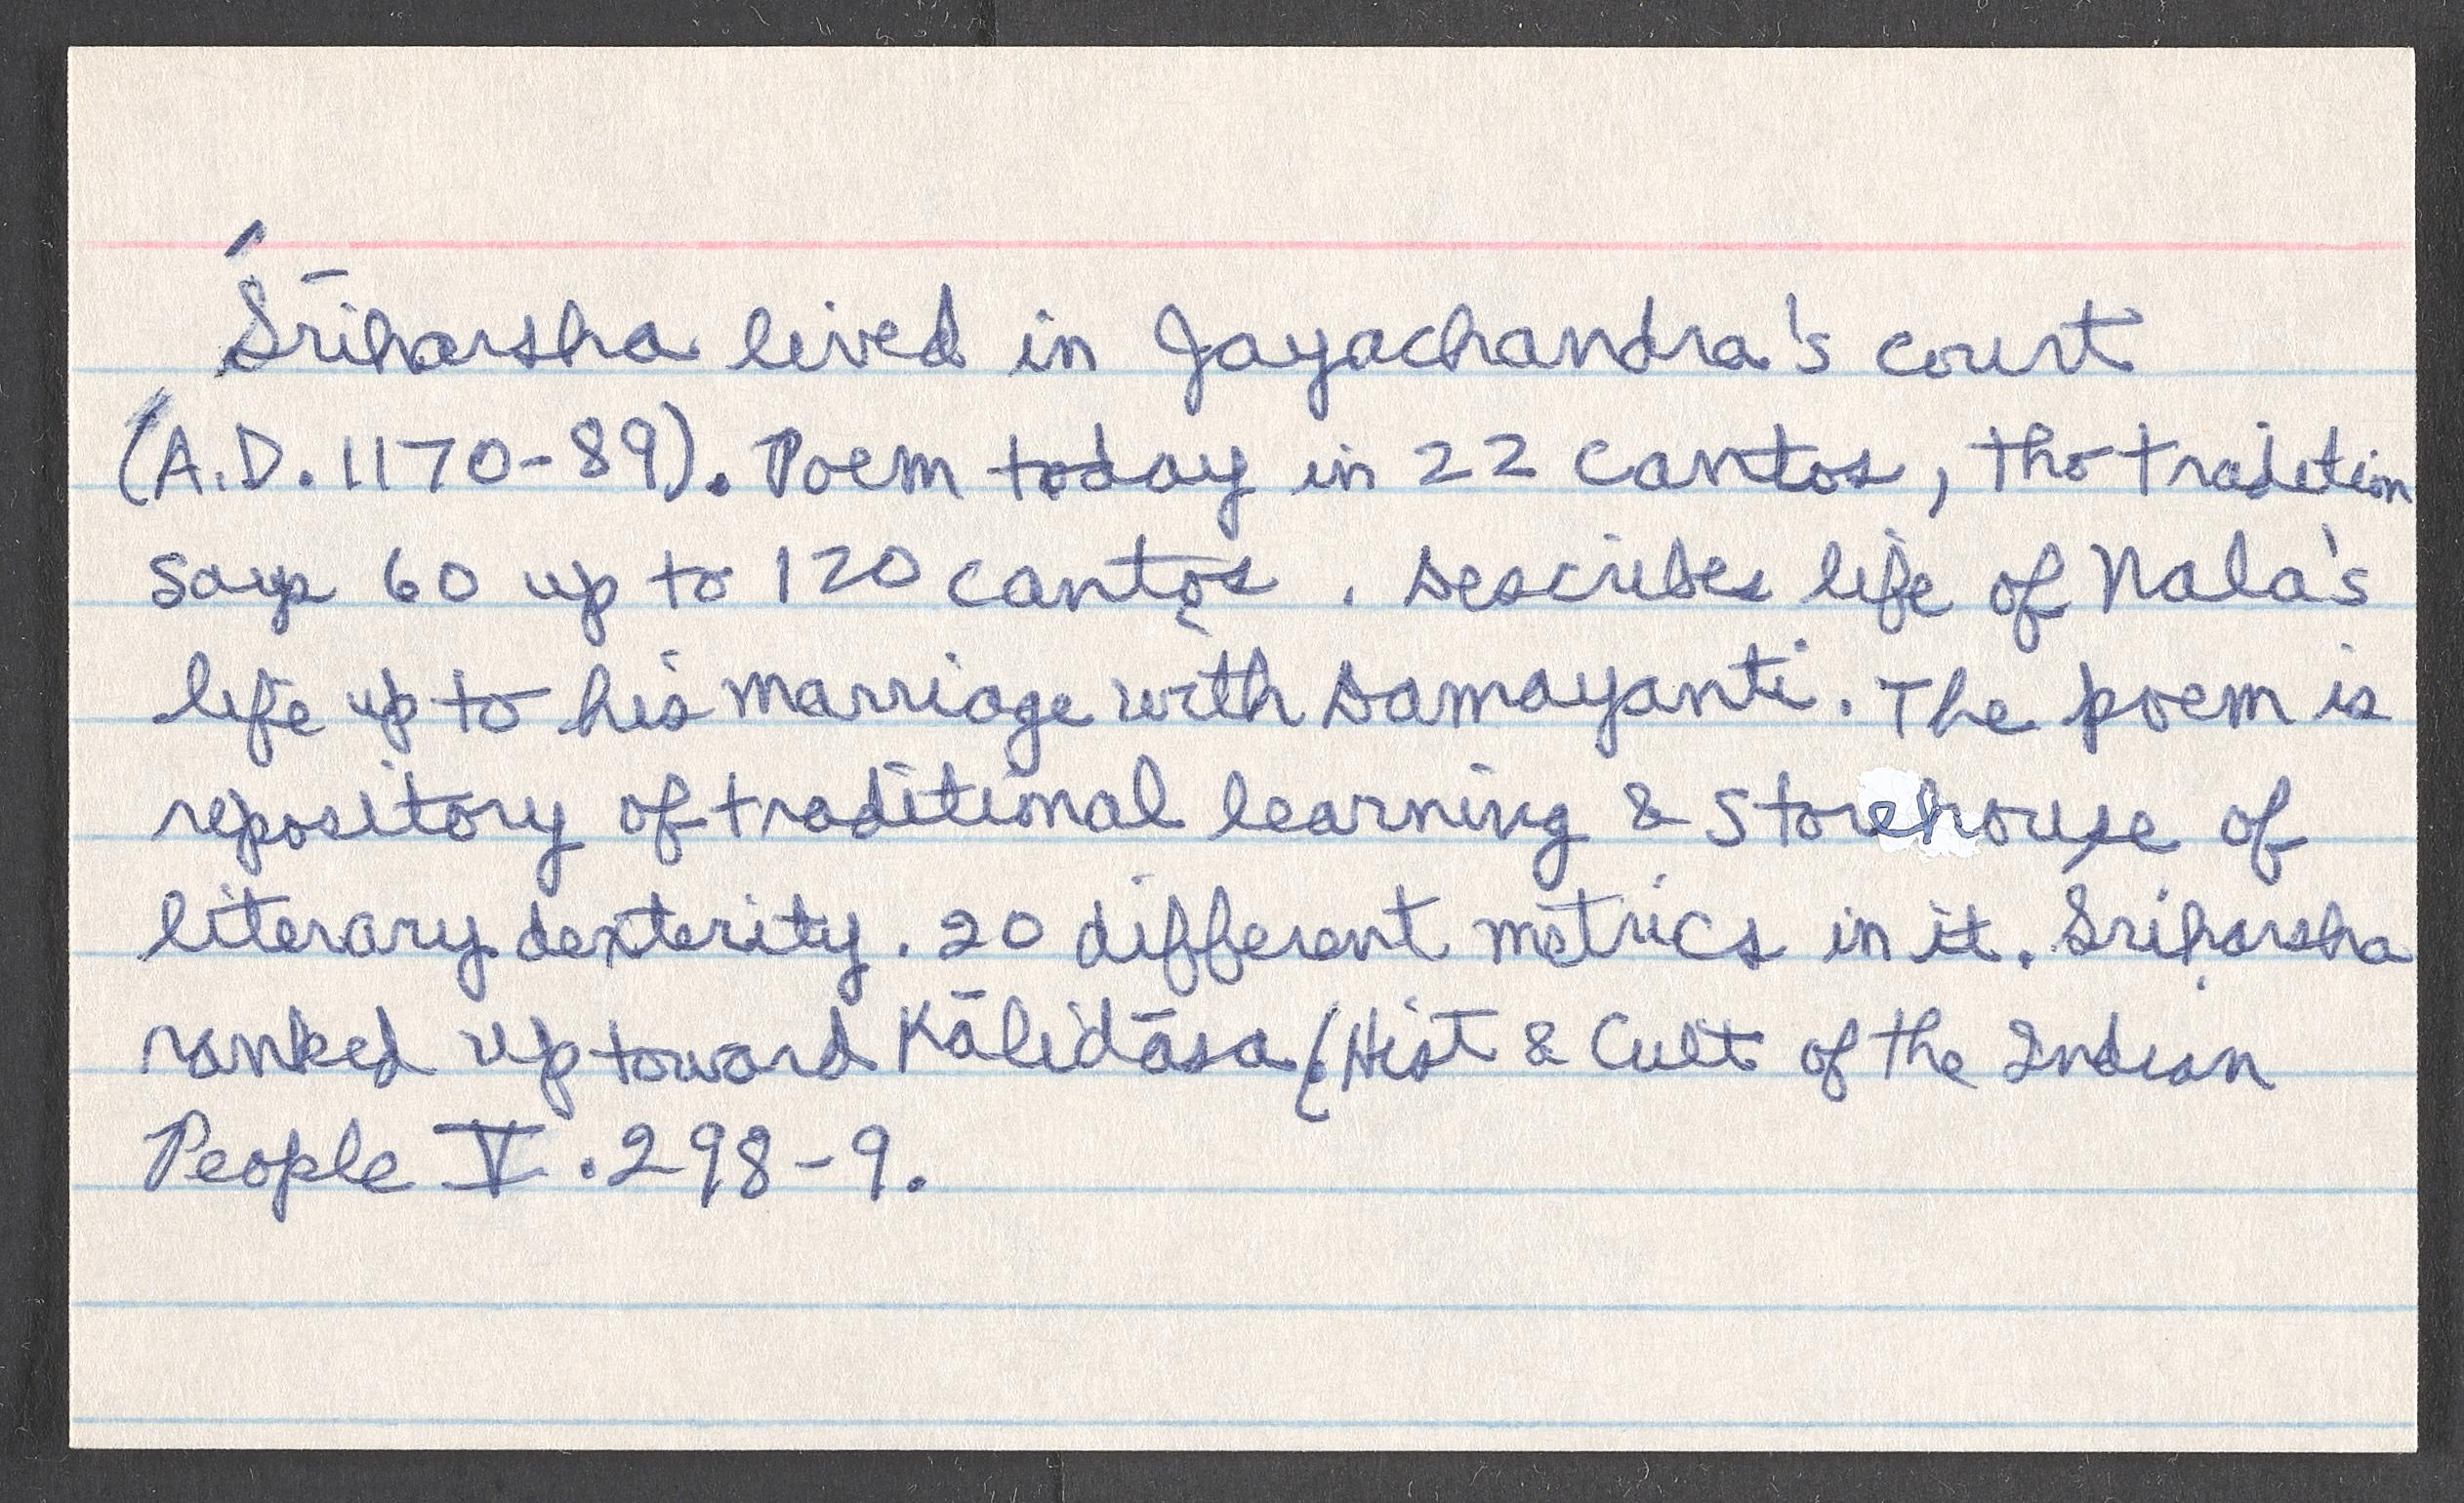 Śrīharsha lived in Jayachandra's court
(A.D. 1170-89). Poem today in 22 cantos, tho tradition
says 60 up to 120 cantos . Describes life of Nala's
life up to his marriage with Damayanti. The poem is
repository of traditional learning & storehouse of
literary dexterity. 20 different metrics in it. Sriharsha
ranked up toward Kālidāsa (Hist & Cult of the Indian
People V. 298-9.